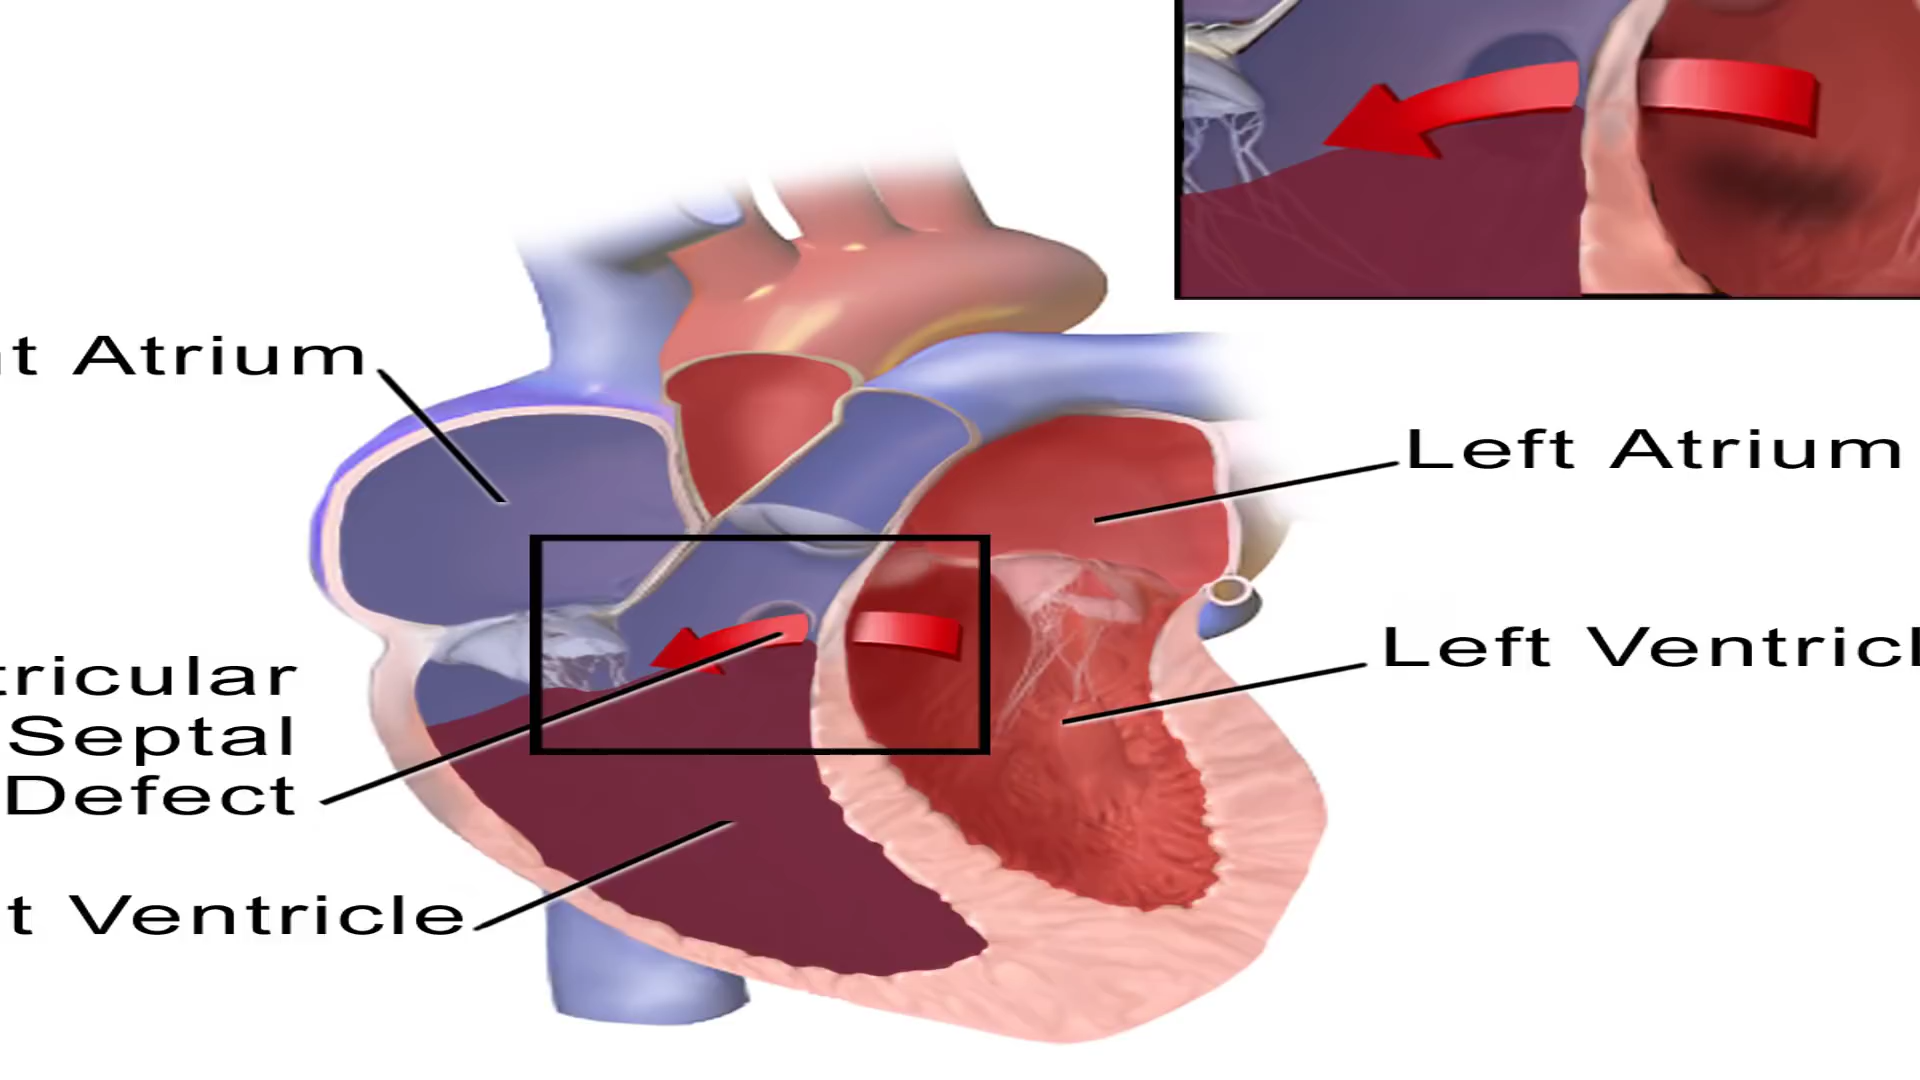 t Atrium
Left Atrium
Left Ventricl
tricular
Septal
Defect
t Ventricle